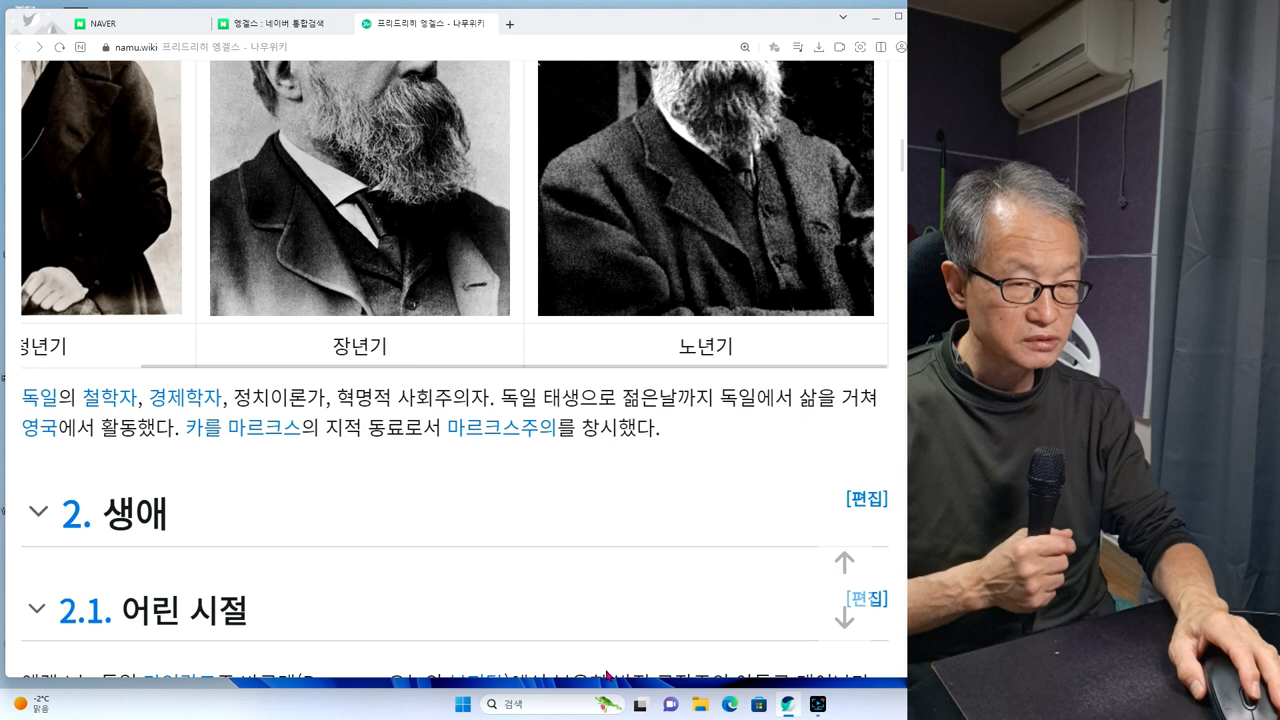 NAVER
엥겔스 : 네이버 통합검색
프리드리히 엥겔스 - 나무위키
namu.wiki 프리드리히 엥겔스 - 나무위키
장년기
노년기
독일의 철학자, 경제학자, 정치이론가, 혁명적 사회주의자. 독일 태생으로 젊은날까지 독일에서 삶을 거쳐
영국에서 활동했다. 카를 마르크스의 지적 동료로서 마르크스주의를 창시했다.
2. 생애
[편집]
2.1. 어린 시절
[편집]
-2°C
맑음
검색